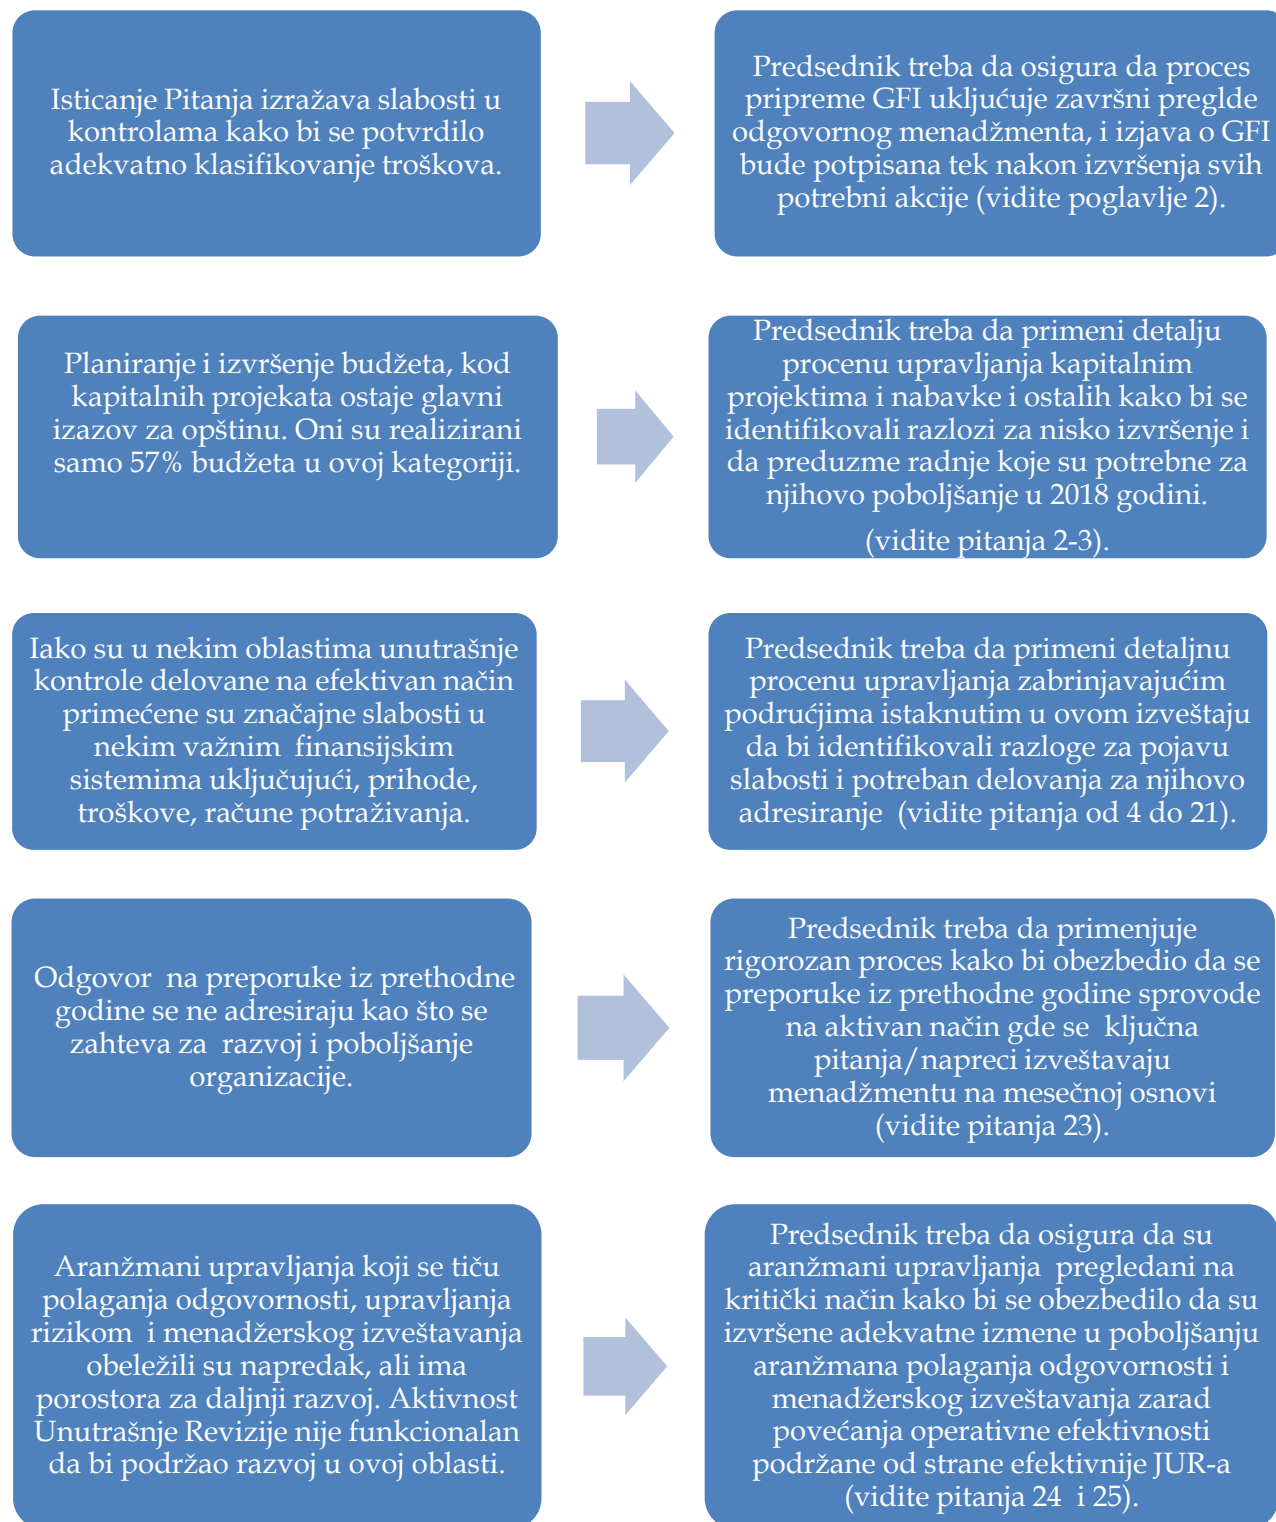 Isticanje Pitanja izražava slabosti u
kontrolama kako bi se potvrdilo
adekvatno klasifikovanje troškova.
Predsednik treba da osigura da proces
pripreme GFI uključuje završni preglde
odgovornog menadžmenta, i izjava o GFI
bude potpisana tek nakon izvršenja svih
potrebni akcije (vidite poglavlje 2).
Planiranje i izvršenje budžeta, kod
kapitalnih projekata ostaje glavni
izazov za opštinu. Oni su realizirani
samo 57% budžeta u ovoj kategoriji.
Predsednik treba da primeni detalju
procenu upravljanja kapitalnim
projektima i nabavke i ostalih kako bi se
identifikovali razlozi za nisko izvršenje i
da preduzme radnje koje su potrebne za
njihovo poboljšanje u 2018 godini.
(vidite pitanja 2-3).
Iako su u nekim oblastima unutrašnje
kontrole delovane na efektivan način
primećene su značajne slabosti u
nekim važnim finansijskim
sistemima uključujući, prihode,
troškove, račune potraživanja.
Predsednik treba da primeni detaljnu
procenu upravljanja zabrinjavajućim
podrućjima istaknutim u ovom izveštaju
da bi identifikovali razloge za pojavu
slabosti i potreban delovanja za njihovo
adresiranje (vidite pitanja od 4 do 21).
Odgovor na preporuke iz prethodne
godine se ne adresiraju kao što se
zahteva za razvoj i poboljšanje
organizacije.
Predsednik treba da primenjuje
rigorozan proces kako bi obezbedio da se
preporuke iz prethodne godine sprovode
na aktivan način gde se ključna
pitanja/napreci izveštavaju
menadžmentu na mesečnoj osnovi
(vidite pitanja 23).
Aranžmani upravljanja koji se tiču
polaganja odgovornosti, upravljanja
rizikom i menadžerskog izveštavanja
obeležili su napredak, ali ima
porostora za daljnji razvoj. Aktivnost
Unutrašnje Revizije nije funkcionalan
da bi podržao razvoj u ovoj oblasti.
Predsednik treba da osigura da su
aranžmani upravljanja pregledani na
kritički način kako bi se obezbedilo da su
izvršene adekvatne izmene u poboljšanju
aranžmana polaganja odgovornosti i
menadžerskog izveštavanja zarad
povećanja operativne efektivnosti
podržane od strane efektivnije JUR-a
(vidite pitanja 24 i 25).